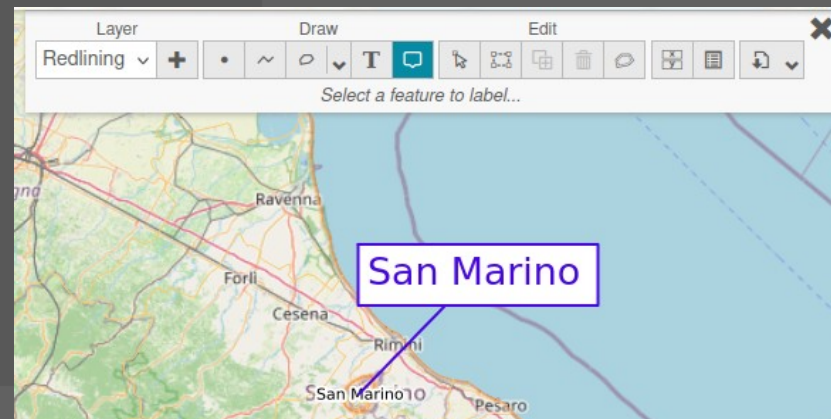 Layer Draw Edit
Redlining T
Select a feature to label...
Ravenna
San Marino
Forlì
Cesena
Rimini
San Marino
Pesaro